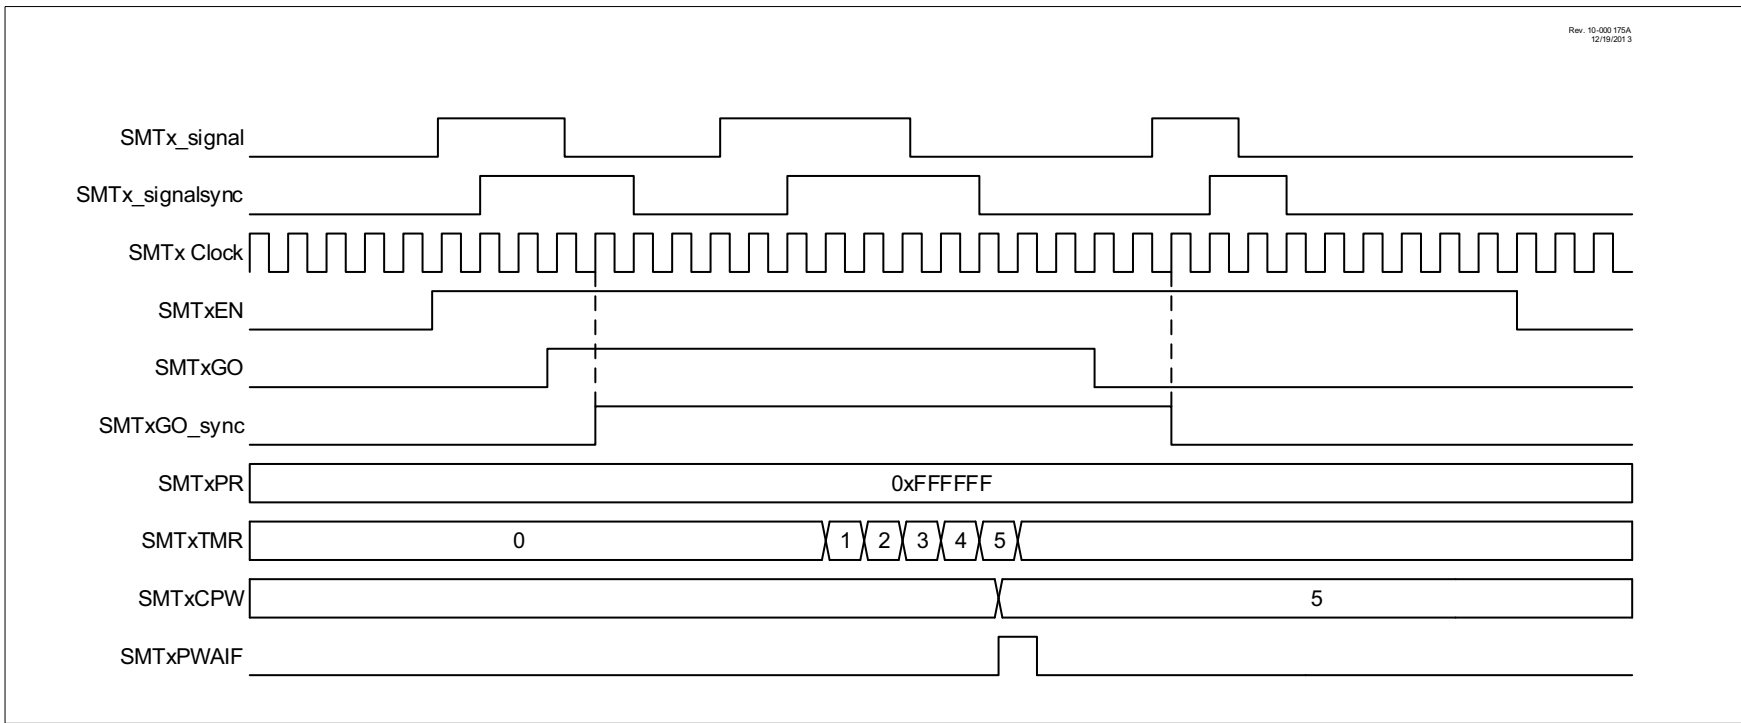 Rev. 10-000 175A
12/19/201 3
SMTx_signal
SMTx_signalsync
SMTx Clock
SMTxEN
SMTxGO
SMTxGO_sync
SMTxPR 0xFFFFFF
SMTxTMR 0 1 2 3 4 5
SMTxCPW 5
SMTxPWAIF